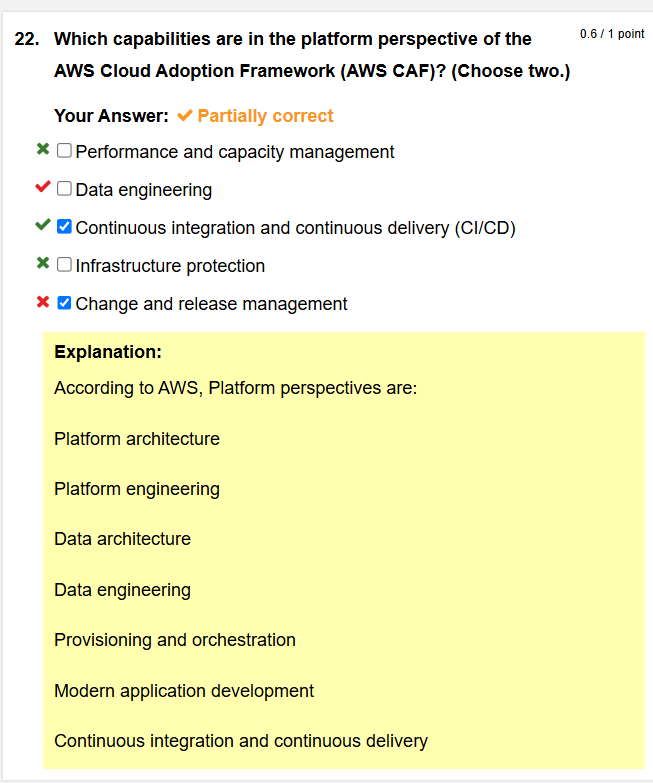 22. Which capabilities are in the platform perspective of the 0.6 / 1 point
AWS Cloud Adoption Framework (AWS CAF)? (Choose two.)
Your Answer: Partially correct
Performance and capacity management
Data engineering
Continuous integration and continuous delivery (CI/CD)
Infrastructure protection
Change and release management
Explanation:
According to AWS, Platform perspectives are:
Platform architecture
Platform engineering
Data architecture
Data engineering
Provisioning and orchestration
Modern application development
Continuous integration and continuous delivery